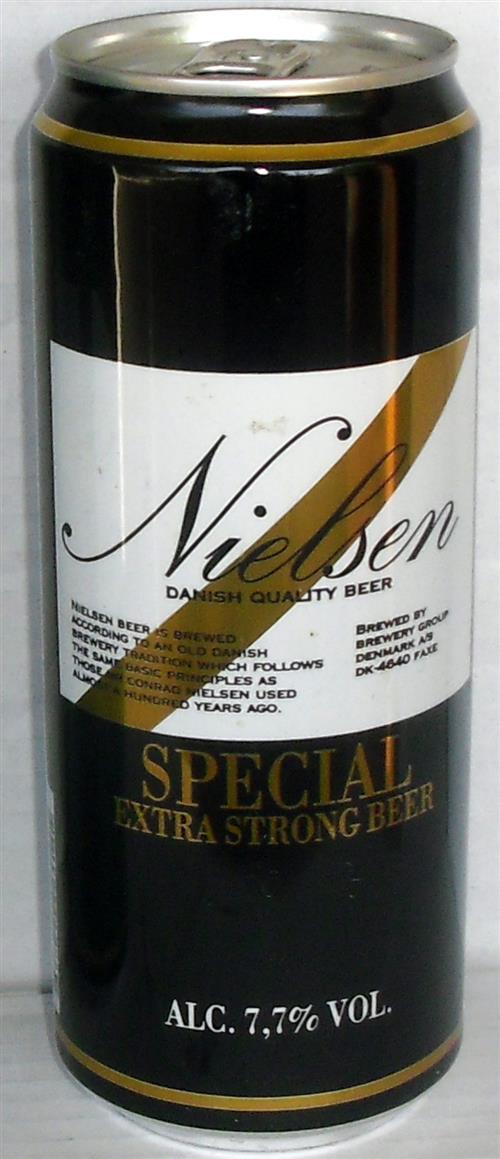 Nielsen
DANISH QUALITY BEER
NIELSEN BEER IS BREWED
ACCORDING TO AN OLD DANISH
BREWERY TRADITION WHICH FOLLOWS
THE SAME BASIC PRINCIPLES AS
THOSE MR CONRAD NIELSEN USED
ALMOST A HUNDRED YEARS AGO.
BREWED BY
BREWERY GROUP
DENMARK A/S
DK-4640 FAXE
SPECIAL
EXTRA STRONG BEER
ALC. 7,7% VOL.